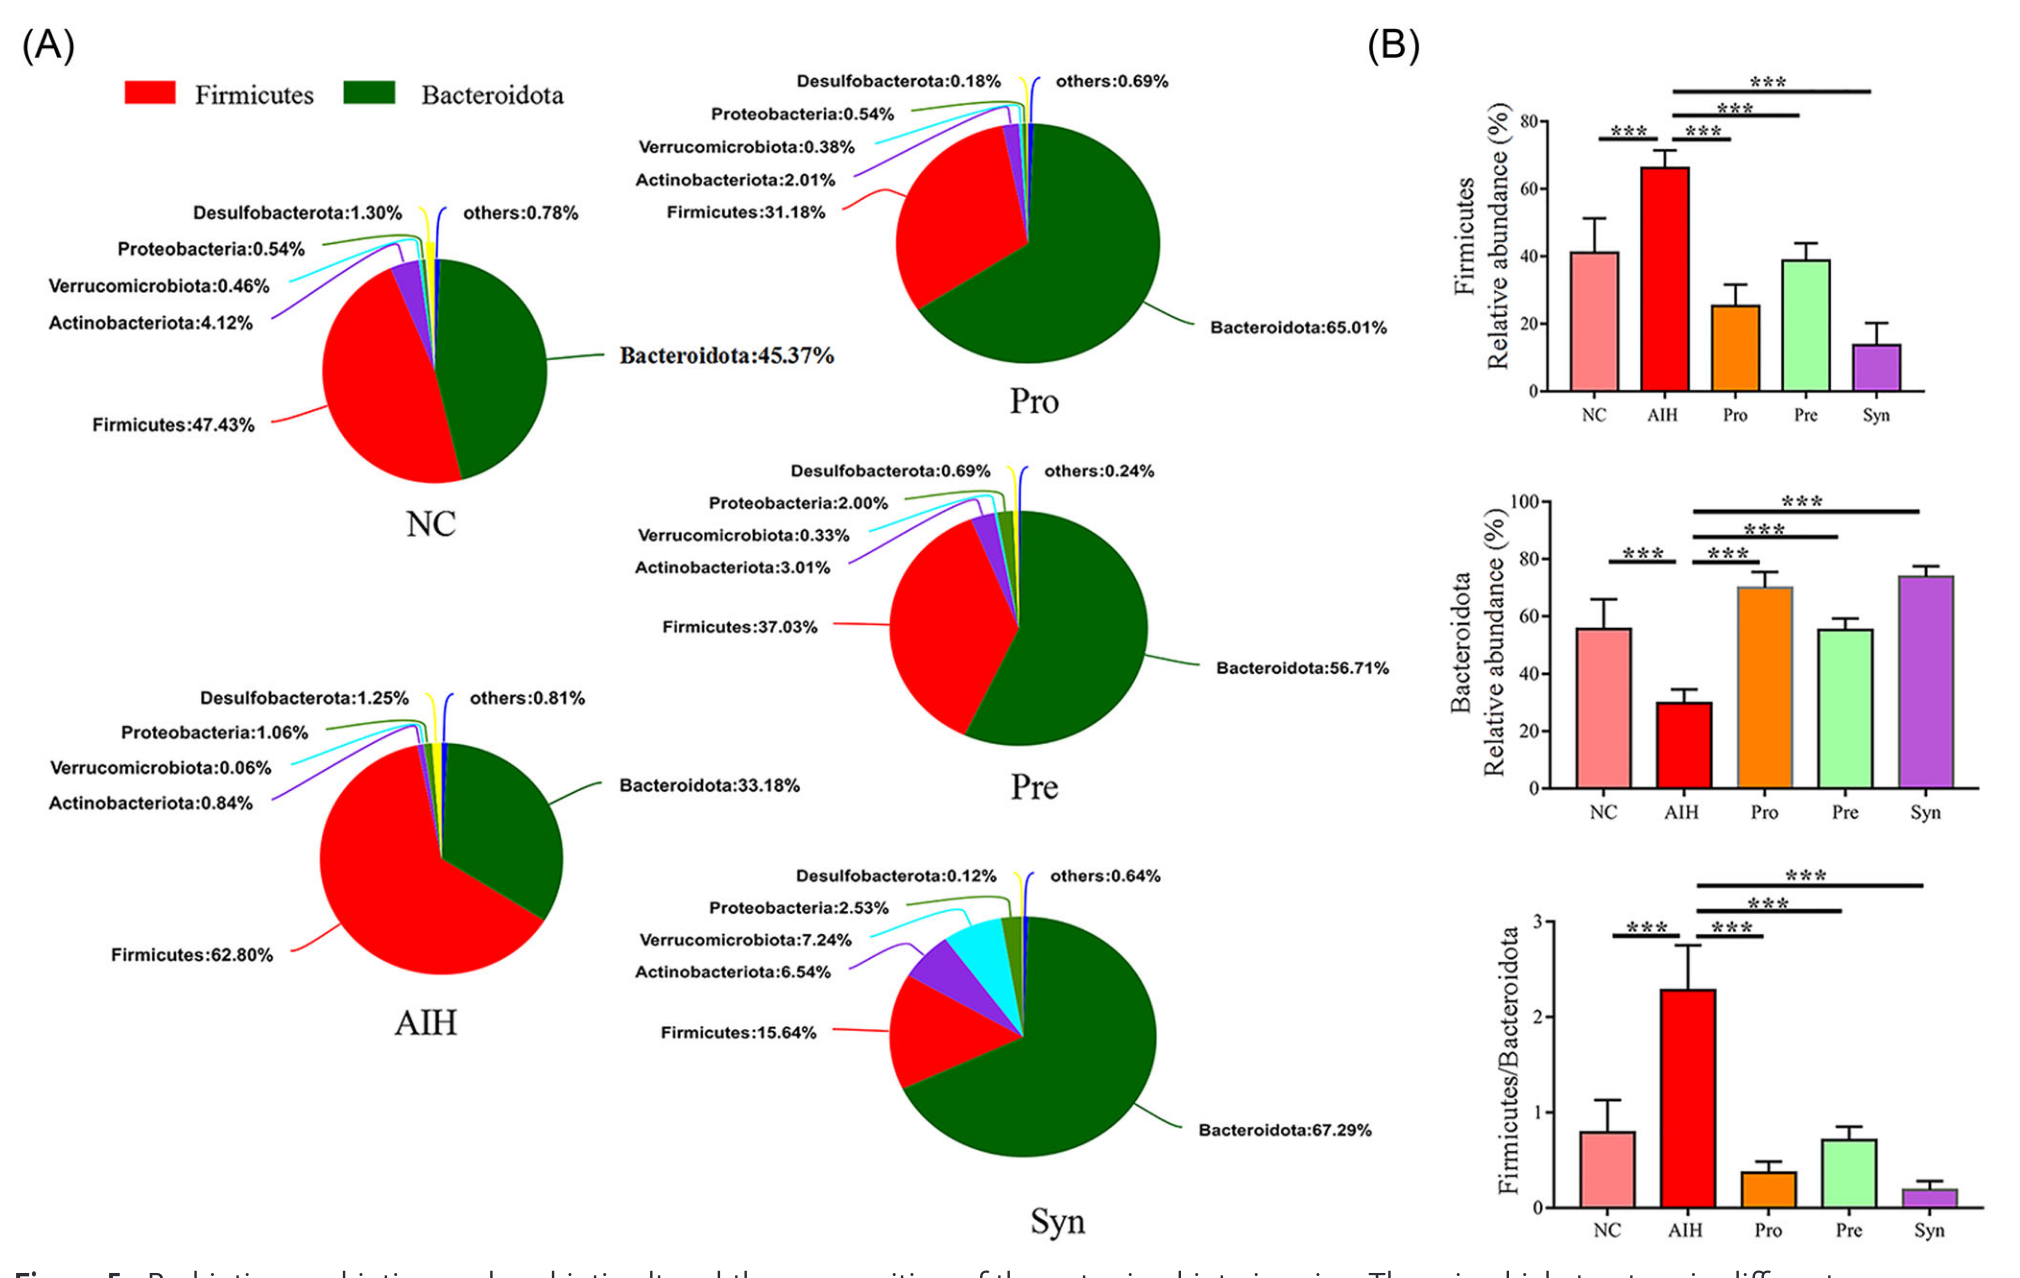 (A)
Firmicutes
Bacteroidota
Desulfobacterota:1.30%
others:0.78%
Proteobacteria:0.54%
Verrucomicrobiota:0.46%
Actinobacteriota:4.12%
Bacteroidota:45.37%
Firmicutes:47.43%
NC
Desulfobacterota:1.25%
others:0.81%
Proteobacteria:1.06%
Verrucomicrobiota:0.06%
Actinobacteriota:0.84%
Bacteroidota:33.18%
Firmicutes:62.80%
AIH
Desulfobacterota:0.18%
others:0.69%
Proteobacteria:0.54%
Verrucomicrobiota:0.38%
Actinobacteriota:2.01%
Firmicutes:31.18%
Bacteroidota:65.01%
Pro
Desulfobacterota:0.69%
others:0.24%
Proteobacteria:2.00%
Verrucomicrobiota:0.33%
Actinobacteriota:3.01%
Firmicutes:37.03%
Bacteroidota:56.71%
Pre
Desulfobacterota:0.12%
others:0.64%
Proteobacteria:2.53%
Verrucomicrobiota:7.24%
Actinobacteriota:6.54%
Firmicutes:15.64%
Bacteroidota:67.29%
Syn
(B)
***
***
*** ***
Firmicutes
Relative abundance (%)
80
60
40
20
0
NC AIH Pro Pre Syn
***
***
*** ***
Bacteroidota
Relative abundance (%)
100
80
60
40
20
0
NC AIH Pro Pre Syn
***
***
*** ***
Firmicutes/Bacteroidota
3
2
1
0
NC AIH Pro Pre Syn